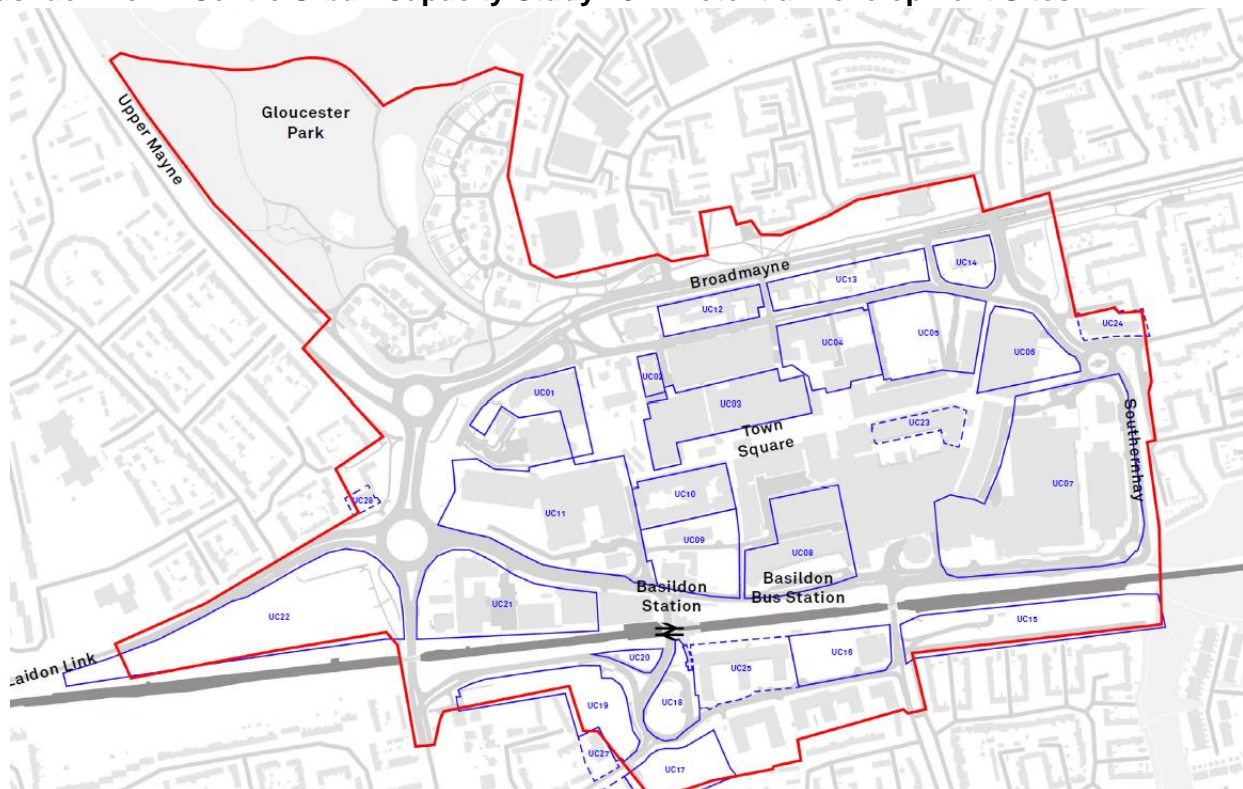 Centre Urban Capacity Study Potential Development Sites
Gloucester
Park
Upper Mayne
Broadmayne
UC14
UC13
UC12
UC24
UC04
UC05
UC06
UC02
UC01
UC03
Town
Square
UC23
Southernhay
UC07
UC28
UC10
UC11
UC09
UC08
Basildon
Station
Basildon
Bus Station
UC21
UC22
UC15
UC20
UC25
UC16
Laidon Link
UC19
UC18
UC27
UC17